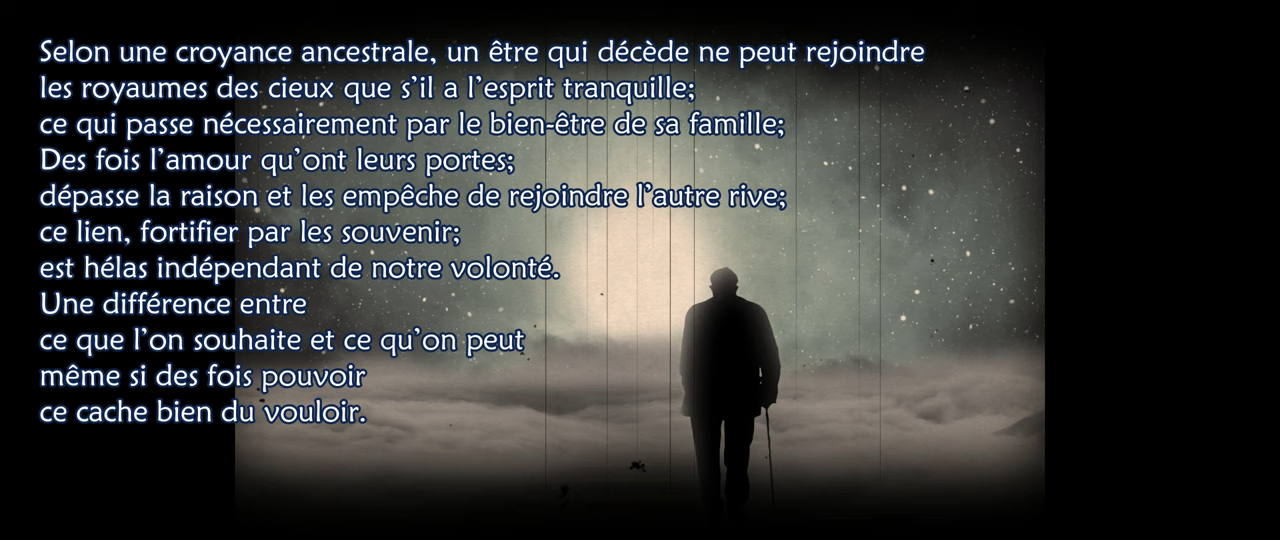 Selon une croyance ancestrale, un être qui décède ne peut rejoindre
les royaumes des cieux que s'il a l'esprit tranquille;
ce qui passe nécessairement par le bien-être de sa famille;
Des fois l'amour qu'ont leurs portes;
dépasse la raison et les empêche de rejoindre l'autre rive;
ce lien, fortifier par les souvenir;
est hélas indépendant de notre volonté.
Une différence entre
ce que l'on souhaite et ce qu'on peut
même si des fois pouvoir
ce cache bien du vouloir.